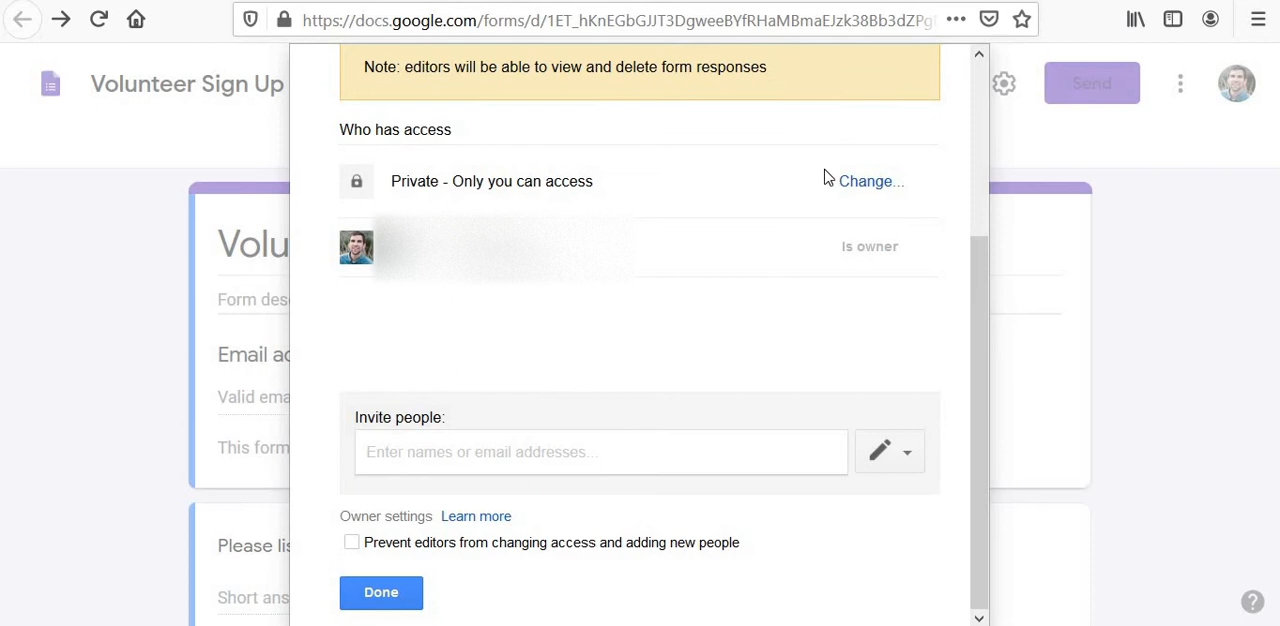 https://docs.google.com/forms/d/1ET_hKnEGbGJJT3DgweeBYfRHaMBmaEJzk38Bb3dZPgl
Volunteer Sign Up
Send
Note: editors will be able to view and delete form responses
Who has access
Private - Only you can access
Change...
Is owner
Volu
Form desc
Email ad
Valid ema
This form
Invite people:
Enter names or email addresses...
Owner settings Learn more
Prevent editors from changing access and adding new people
Please lis
Short ans
Done